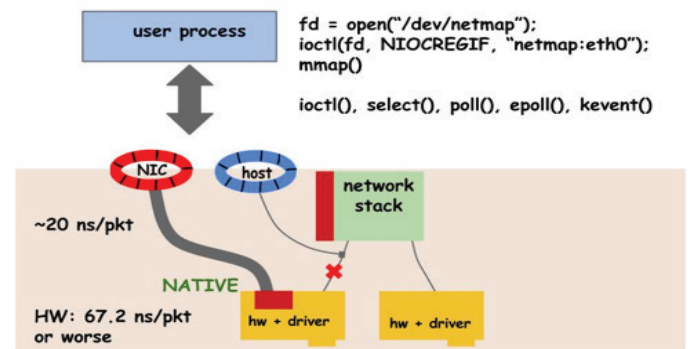 user process
fd = open("/dev/netmap");
ioctl(fd, NIOCREGIF, "netmap:eth0");
mmap()
ioctl(), select(), poll(), epoll(), kevent()
NIC
host
network
stack
~20 ns/pkt
NATIVE
HW: 67.2 ns/pkt
or worse
hw + driver
hw + driver